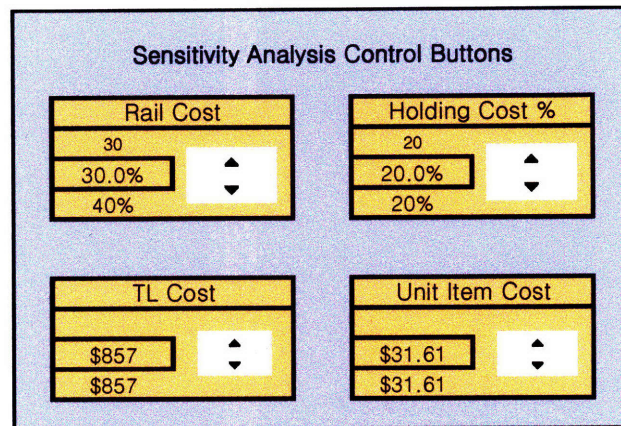 Sensitivity Analysis Control Buttons
Rail Cost
30
30.0%
40%
Holding Cost %
20
20.0%
20%
TL Cost
$857
$857
Unit Item Cost
$31.61
$31.61